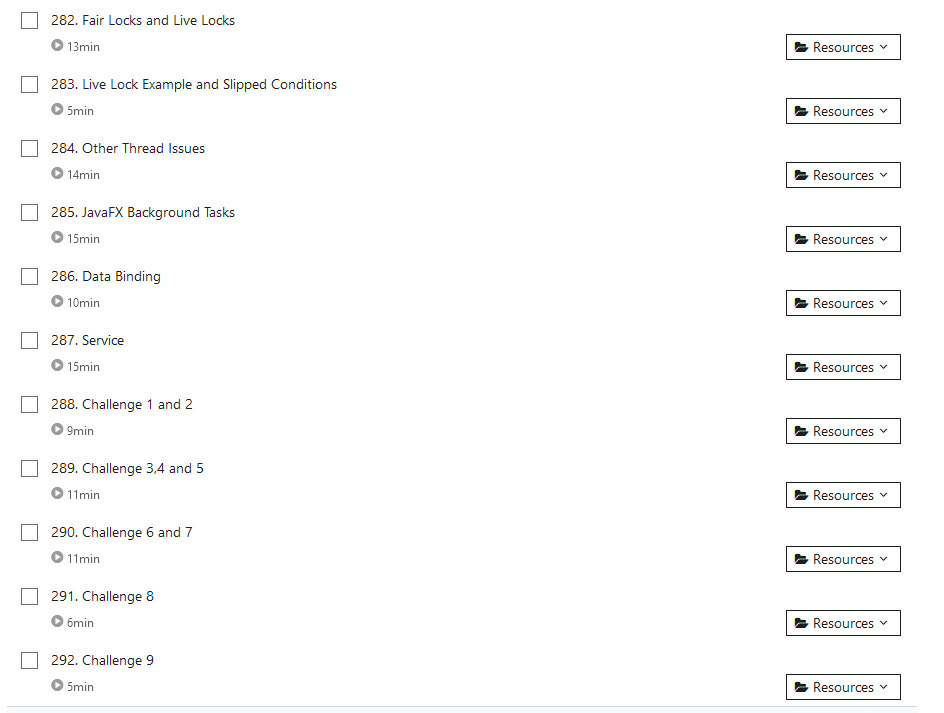 282. Fair Locks and Live Locks
13min
Resources
283. Live Lock Example and Slipped Conditions
5min
Resources
284. Other Thread Issues
14min
Resources
285. JavaFX Background Tasks
15min
Resources
286. Data Binding
10min
Resources
287. Service
15min
Resources
288. Challenge 1 and 2
9min
Resources
289. Challenge 3,4 and 5
11min
Resources
290. Challenge 6 and 7
11min
Resources
291. Challenge 8
6min
Resources
292. Challenge 9
5min
Resources